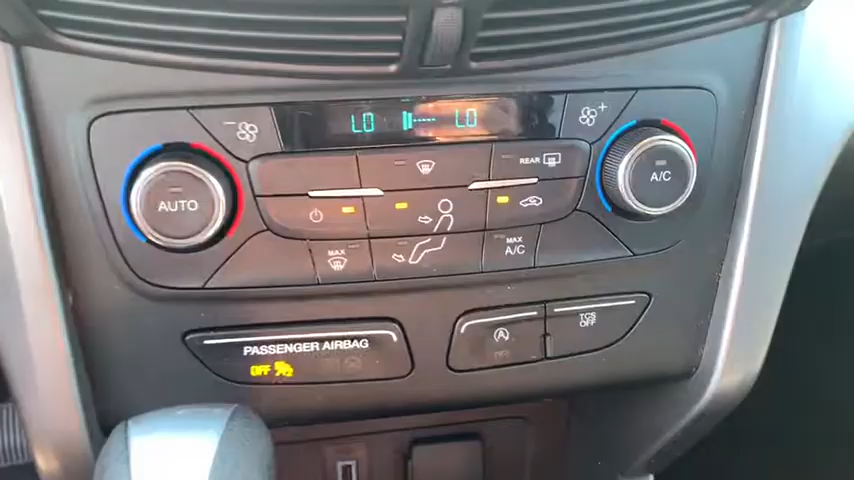 LO LO
AUTO
REAR
A/C
MAX
MAX
A/C
PASSENGER AIRBAG
OFF
A
TCS
OFF